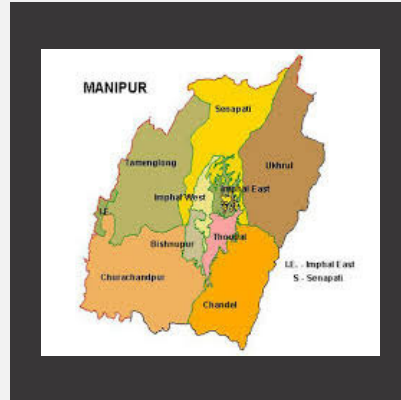 MANIPUR
Senapati
Tamenglong
Ukhrul
Imphal East
Imphal West
I.E.
Bishnupur
Thoubal
I.E. - Imphal East
S - Senapati
Churachandpur
Chandel